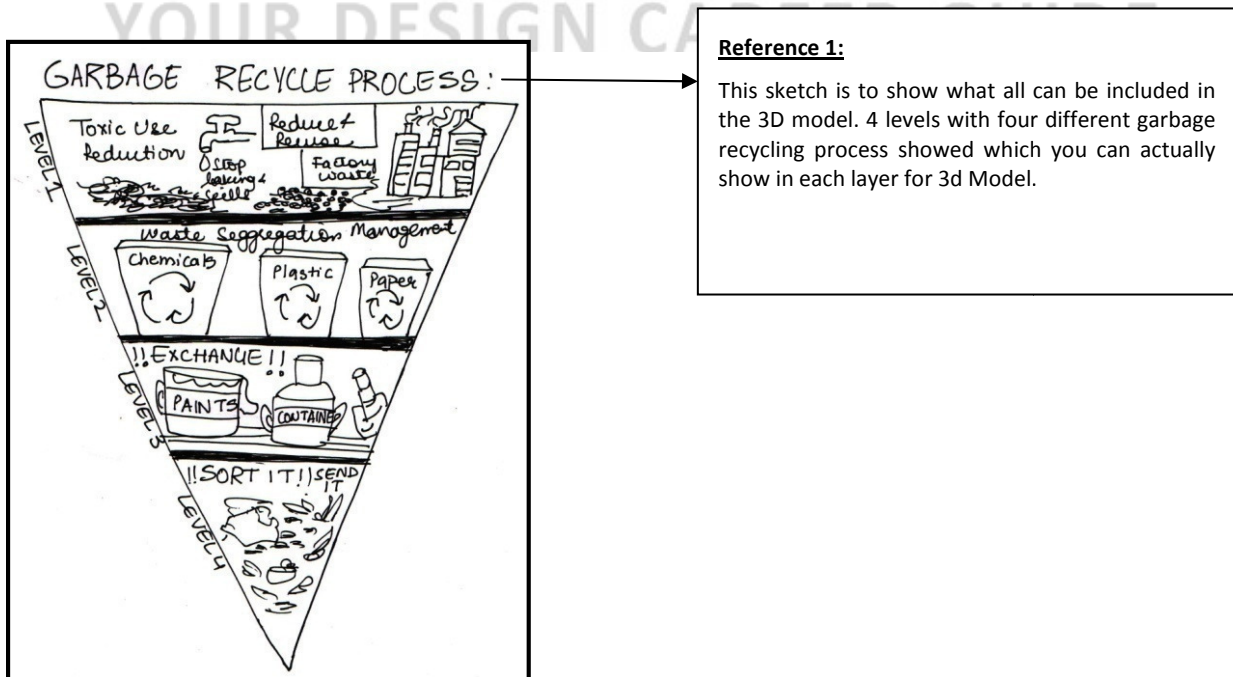 YOUR DESIGN CAREER GUIDE
GARBAGE RECYCLE PROCESS:
LEVEL 1
Toxic Use
Reduction
Stop
&
Spills
Reduce &
Reuse
Factory
Waste
LEVEL 2
Waste Seggregation Management
Chemicals
Plastic
Paper
LEVEL 3
!!EXCHANGE!!
PAINTS
CONTAINE
LEVEL 4
!!SORT IT!!
SEND
IT
Reference 1:
This sketch is to show what all can be included in
the 3D model. 4 levels with four different garbage
recycling process showed which you can actually
show in each layer for 3d Model.